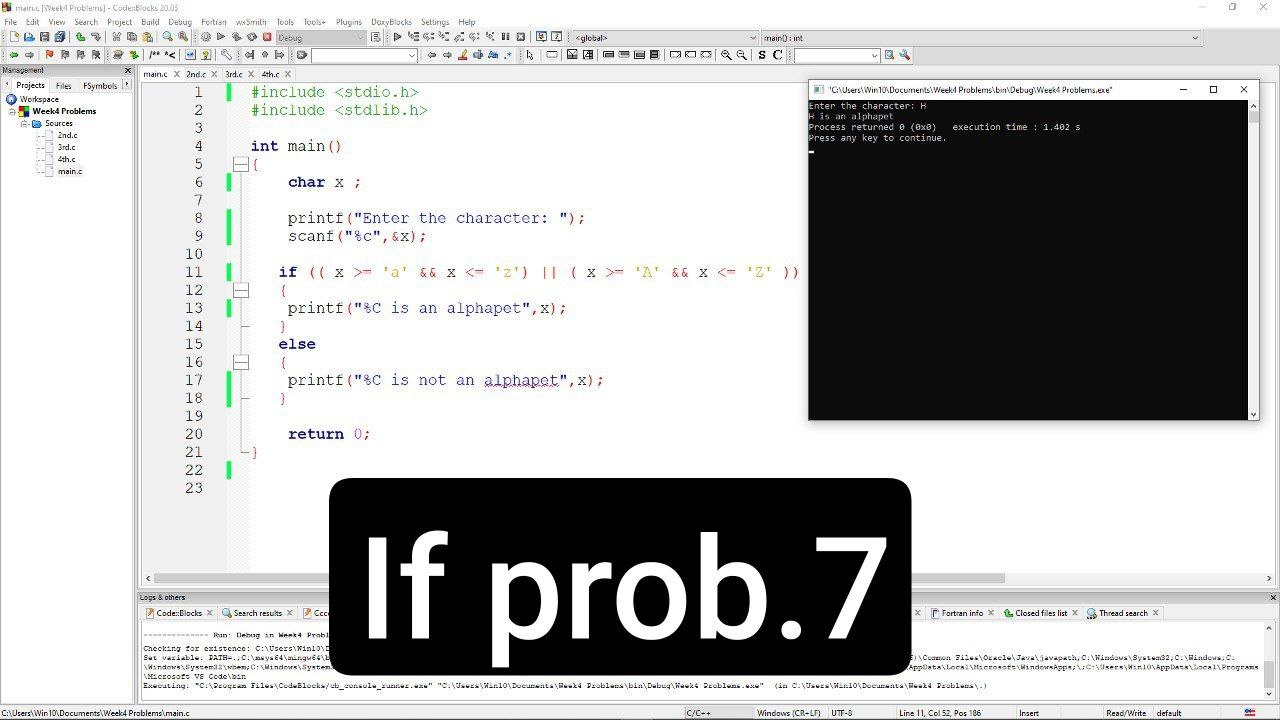 main.c [Week4 Problems] - Code::Blocks 20.03
File Edit View Search Project Build Debug Fortran wxSmith Tools Tools+ Plugins DoxyBlocks Settings Help
Debug <global> main() : int
/** *< S C
Management
Projects Files FSymbols
Workspace
Week4 Problems
Sources
2nd.c
3rd.c
4th.c
main.c
main.c 2nd.c 3rd.c 4th.c
1 #include <stdio.h>
2 #include <stdlib.h>
3
4 int main()
5 {
6 char x ;
7
8 printf("Enter the character: ");
9 scanf("%c",&x);
10
11 if (( x >= 'a' && x <= 'z') || ( x >= 'A' && x <= 'Z' ))
12 {
13 printf("%C is an alphapet",x);
14 }
15 else
16 {
17 printf("%C is not an alphapet",x);
18 }
19
20 return 0;
21 }
22
23
"C:\Users\Win10\Documents\Week4 Problems\bin\Debug\Week4 Problems.exe"
Enter the character: H
H is an alphapet
Process returned 0 (0x0) execution time : 1.402 s
Press any key to continue.
If prob.7
Logs & others
Code::Blocks Search results Cccc Fortran info Closed files list Thread search
-------------- Run: Debug in Week4 Probl
Checking for existence: C:\Users\Win10\D
Set variable: PATH=.;C:\msys64\mingw64\b )\Common Files\Oracle\Java\javapath;C:\Windows\System32;C:\Windows;C:
\Windows\System32\wbem;C:\Windows\System AppData\Local\Microsoft\WindowsApps;C:\Users\Win10\AppData\Local\Programs
\Microsoft VS Code\bin
Executing: "C:\Program Files\CodeBlocks/cb_console_runner.exe" "C:\Users\Win10\Documents\Week4 Problems\bin\Debug\Week4 Problems.exe" (in C:\Users\Win10\Documents\Week4 Problems\.)
C:\Users\Win10\Documents\Week4 Problems\main.c C/C++ Windows (CR+LF) UTF-8 Line 11, Col 52, Pos 186 Insert Read/Write default